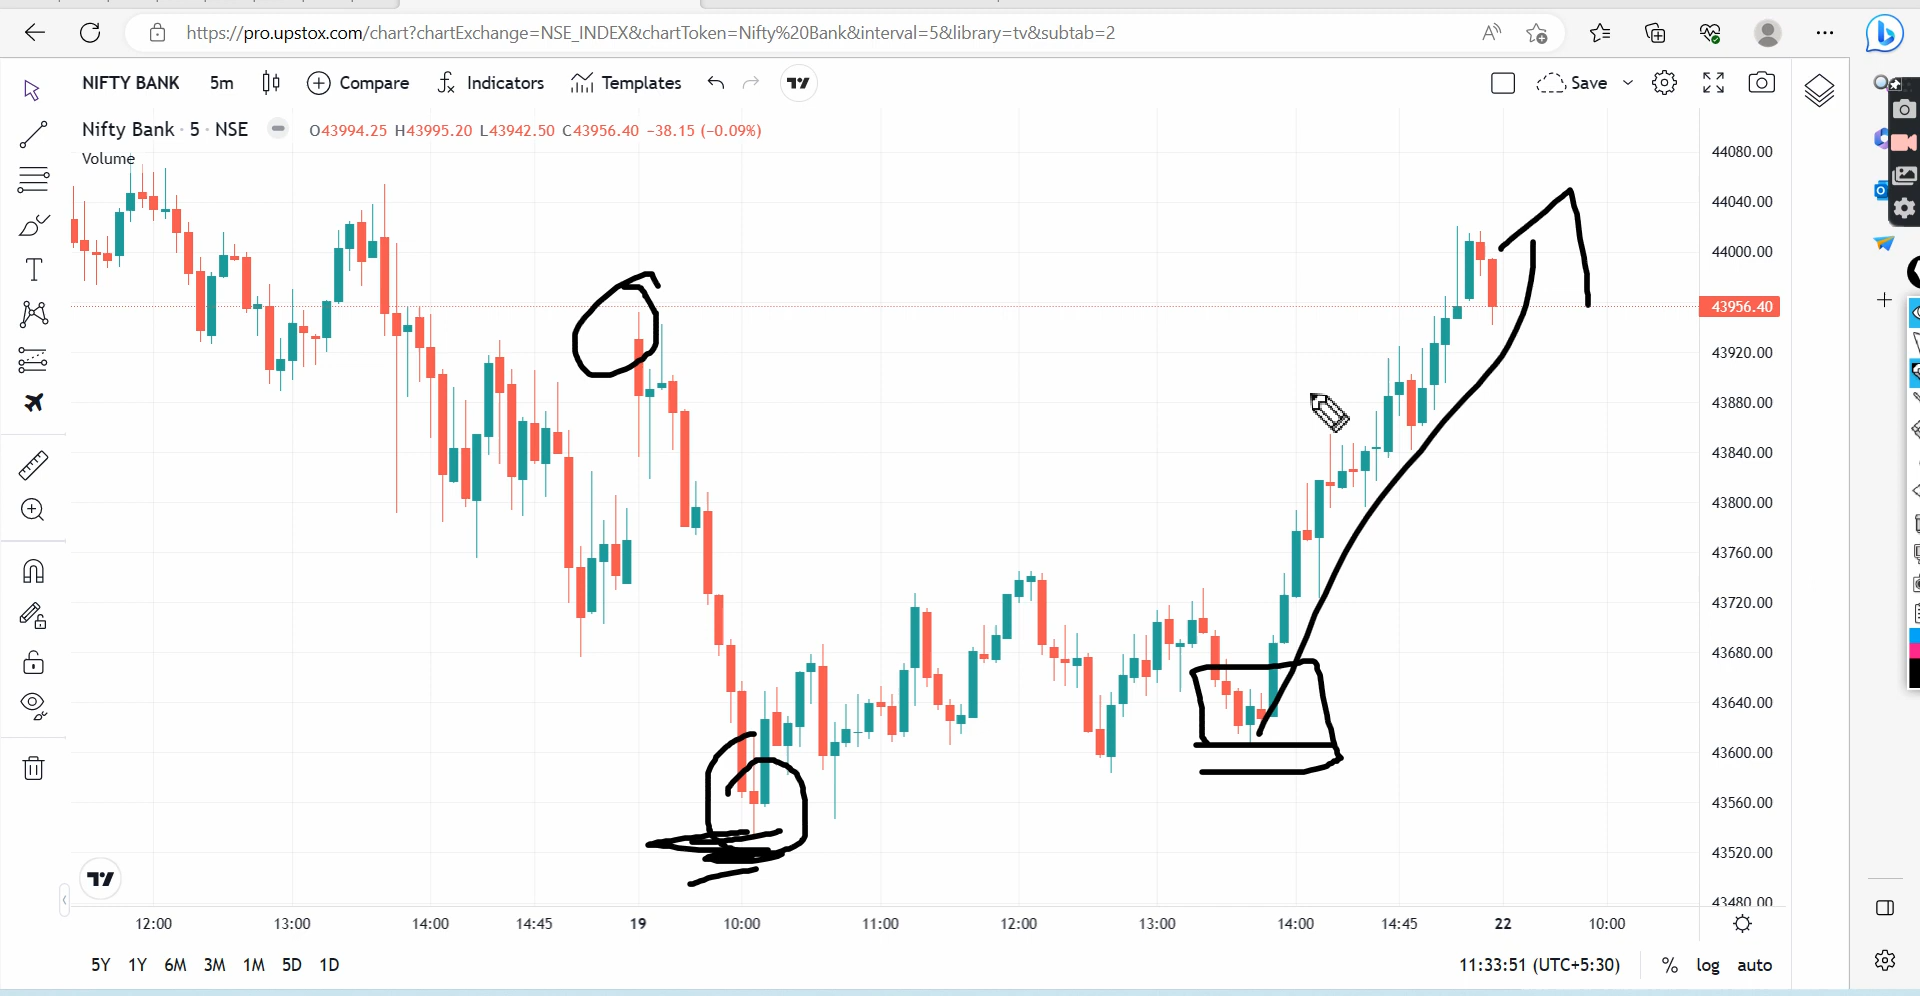 https://pro.upstox.com/chart?chartExchange=NSE_INDEX&chartToken=Nifty%20Bank&interval=5&library=tv&subtab=2
NIFTY BANK 5m Compare Indicators Templates Save
Nifty Bank · 5 · NSE O43994.25 H43995.20 L43942.50 C43956.40 −38.15 (−0.09%)
Volume
44080.00
44040.00
44000.00
43956.40
43920.00
43880.00
43840.00
43800.00
43760.00
43720.00
43680.00
43640.00
43600.00
43560.00
43520.00
43480.00
12:00 13:00 14:00 14:45 19 10:00 11:00 12:00 13:00 14:00 14:45 22 10:00
5Y 1Y 6M 3M 1M 5D 1D 11:33:51 (UTC+5:30) % log auto